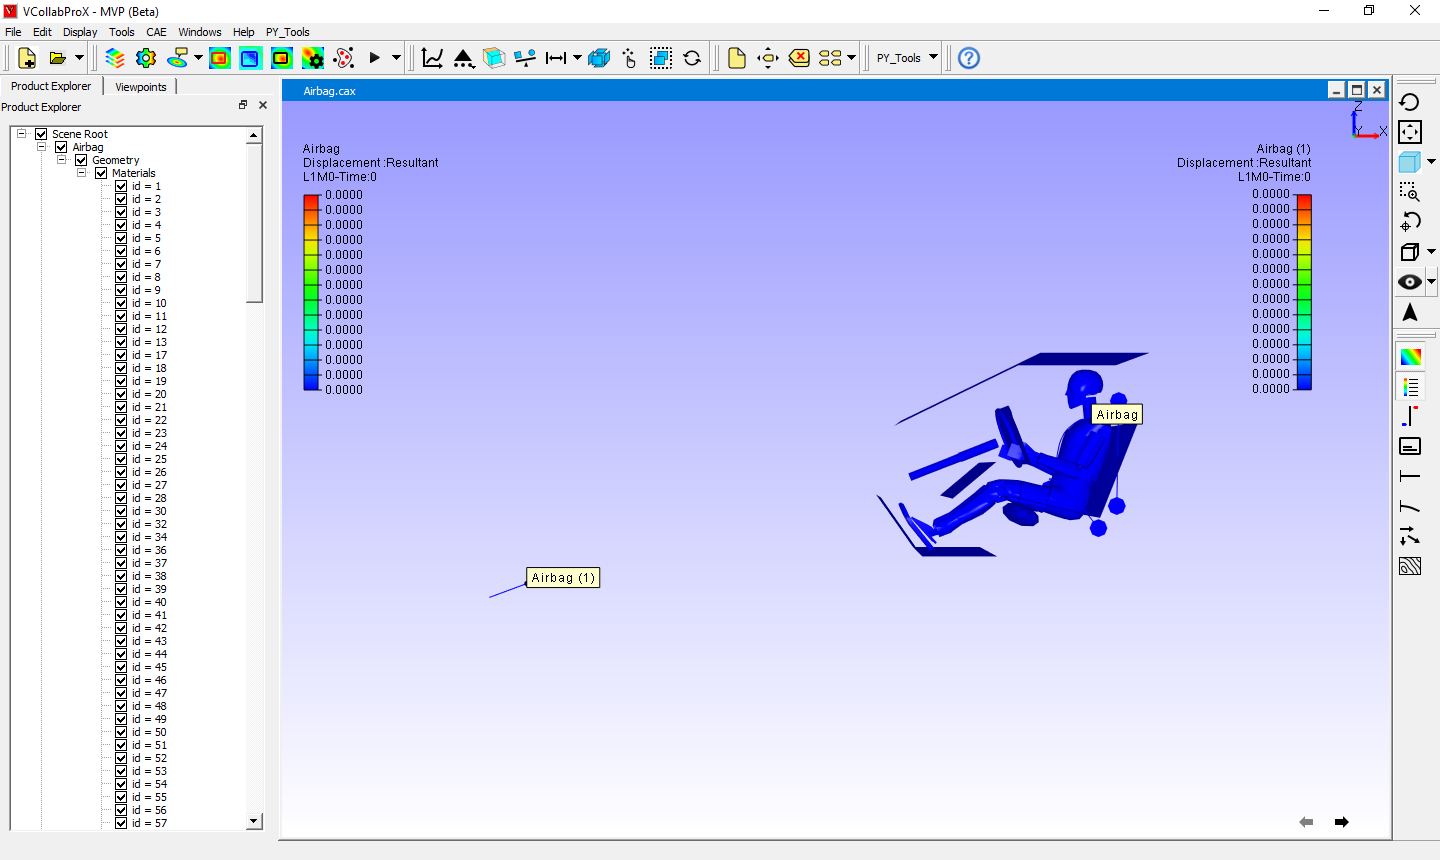 VCollabProX - MVP (Beta)
File Edit Display Tools CAE Windows Help PY_Tools
PY_Tools
Product Explorer Viewpoints
Product Explorer
Scene Root
Airbag
Geometry
Materials
id = 1
id = 2
id = 3
id = 4
id = 5
id = 6
id = 7
id = 8
id = 9
id = 10
id = 11
id = 12
id = 13
id = 17
id = 18
id = 19
id = 20
id = 21
id = 22
id = 23
id = 24
id = 25
id = 26
id = 27
id = 28
id = 30
id = 32
id = 34
id = 36
id = 37
id = 38
id = 39
id = 40
id = 41
id = 42
id = 43
id = 44
id = 45
id = 46
id = 47
id = 48
id = 49
id = 50
id = 51
id = 52
id = 53
id = 54
id = 55
id = 56
id = 57
Airbag.cax
Airbag
Displacement :Resultant
L1M0-Time:0
0.0000
0.0000
0.0000
0.0000
0.0000
0.0000
0.0000
0.0000
0.0000
0.0000
0.0000
0.0000
0.0000
0.0000
Z
Y X
Airbag (1)
Displacement :Resultant
L1M0-Time:0
0.0000
0.0000
0.0000
0.0000
0.0000
0.0000
0.0000
0.0000
0.0000
0.0000
0.0000
0.0000
0.0000
0.0000
Airbag
Airbag (1)